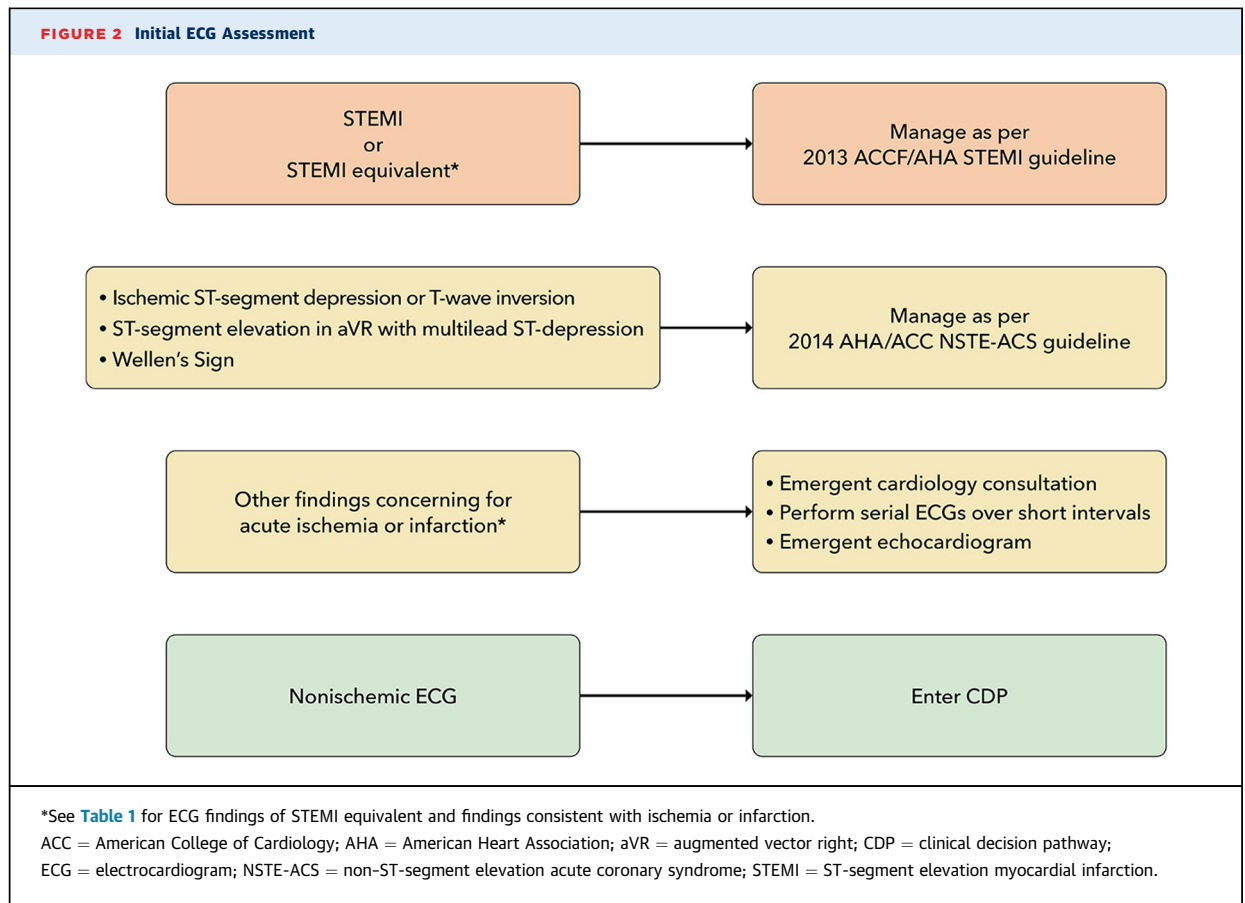 FIGURE 2 Initial ECG Assessment
STEMI
or
STEMI equivalent*
Manage as per
2013 ACCF/AHA STEMI guideline
• Ischemic ST-segment depression or T-wave inversion
• ST-segment elevation in aVR with multilead ST-depression
• Wellen's Sign
Manage as per
2014 AHA/ACC NSTE-ACS guideline
Other findings concerning for
acute ischemia or infarction*
• Emergent cardiology consultation
• Perform serial ECGs over short intervals
• Emergent echocardiogram
Nonischemic ECG
Enter CDP
*See Table 1 for ECG findings of STEMI equivalent and findings consistent with ischemia or infarction.
ACC = American College of Cardiology; AHA = American Heart Association; aVR = augmented vector right; CDP = clinical decision pathway;
ECG = electrocardiogram; NSTE-ACS = non–ST-segment elevation acute coronary syndrome; STEMI = ST-segment elevation myocardial infarction.